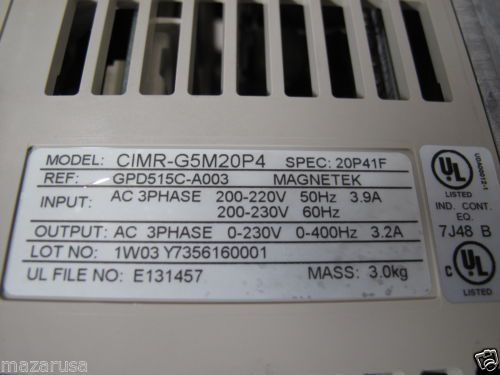 MODEL: CIMR-G5M20P4 SPEC: 20P41F
REF: GPD515C-A003 MAGNETEK
INPUT: AC 3PHASE 200-220V 50Hz 3.9A
200-230V 60Hz
OUTPUT: AC 3PHASE 0-230V 0-400Hz 3.2A
LOT NO: 1W03 Y7356160001
UL FILE NO: E131457 MASS: 3.0kg
UL
LISTED
IND. CONT.
EQ.
7J48 B
C UL
LISTED
mazarusa
ebay